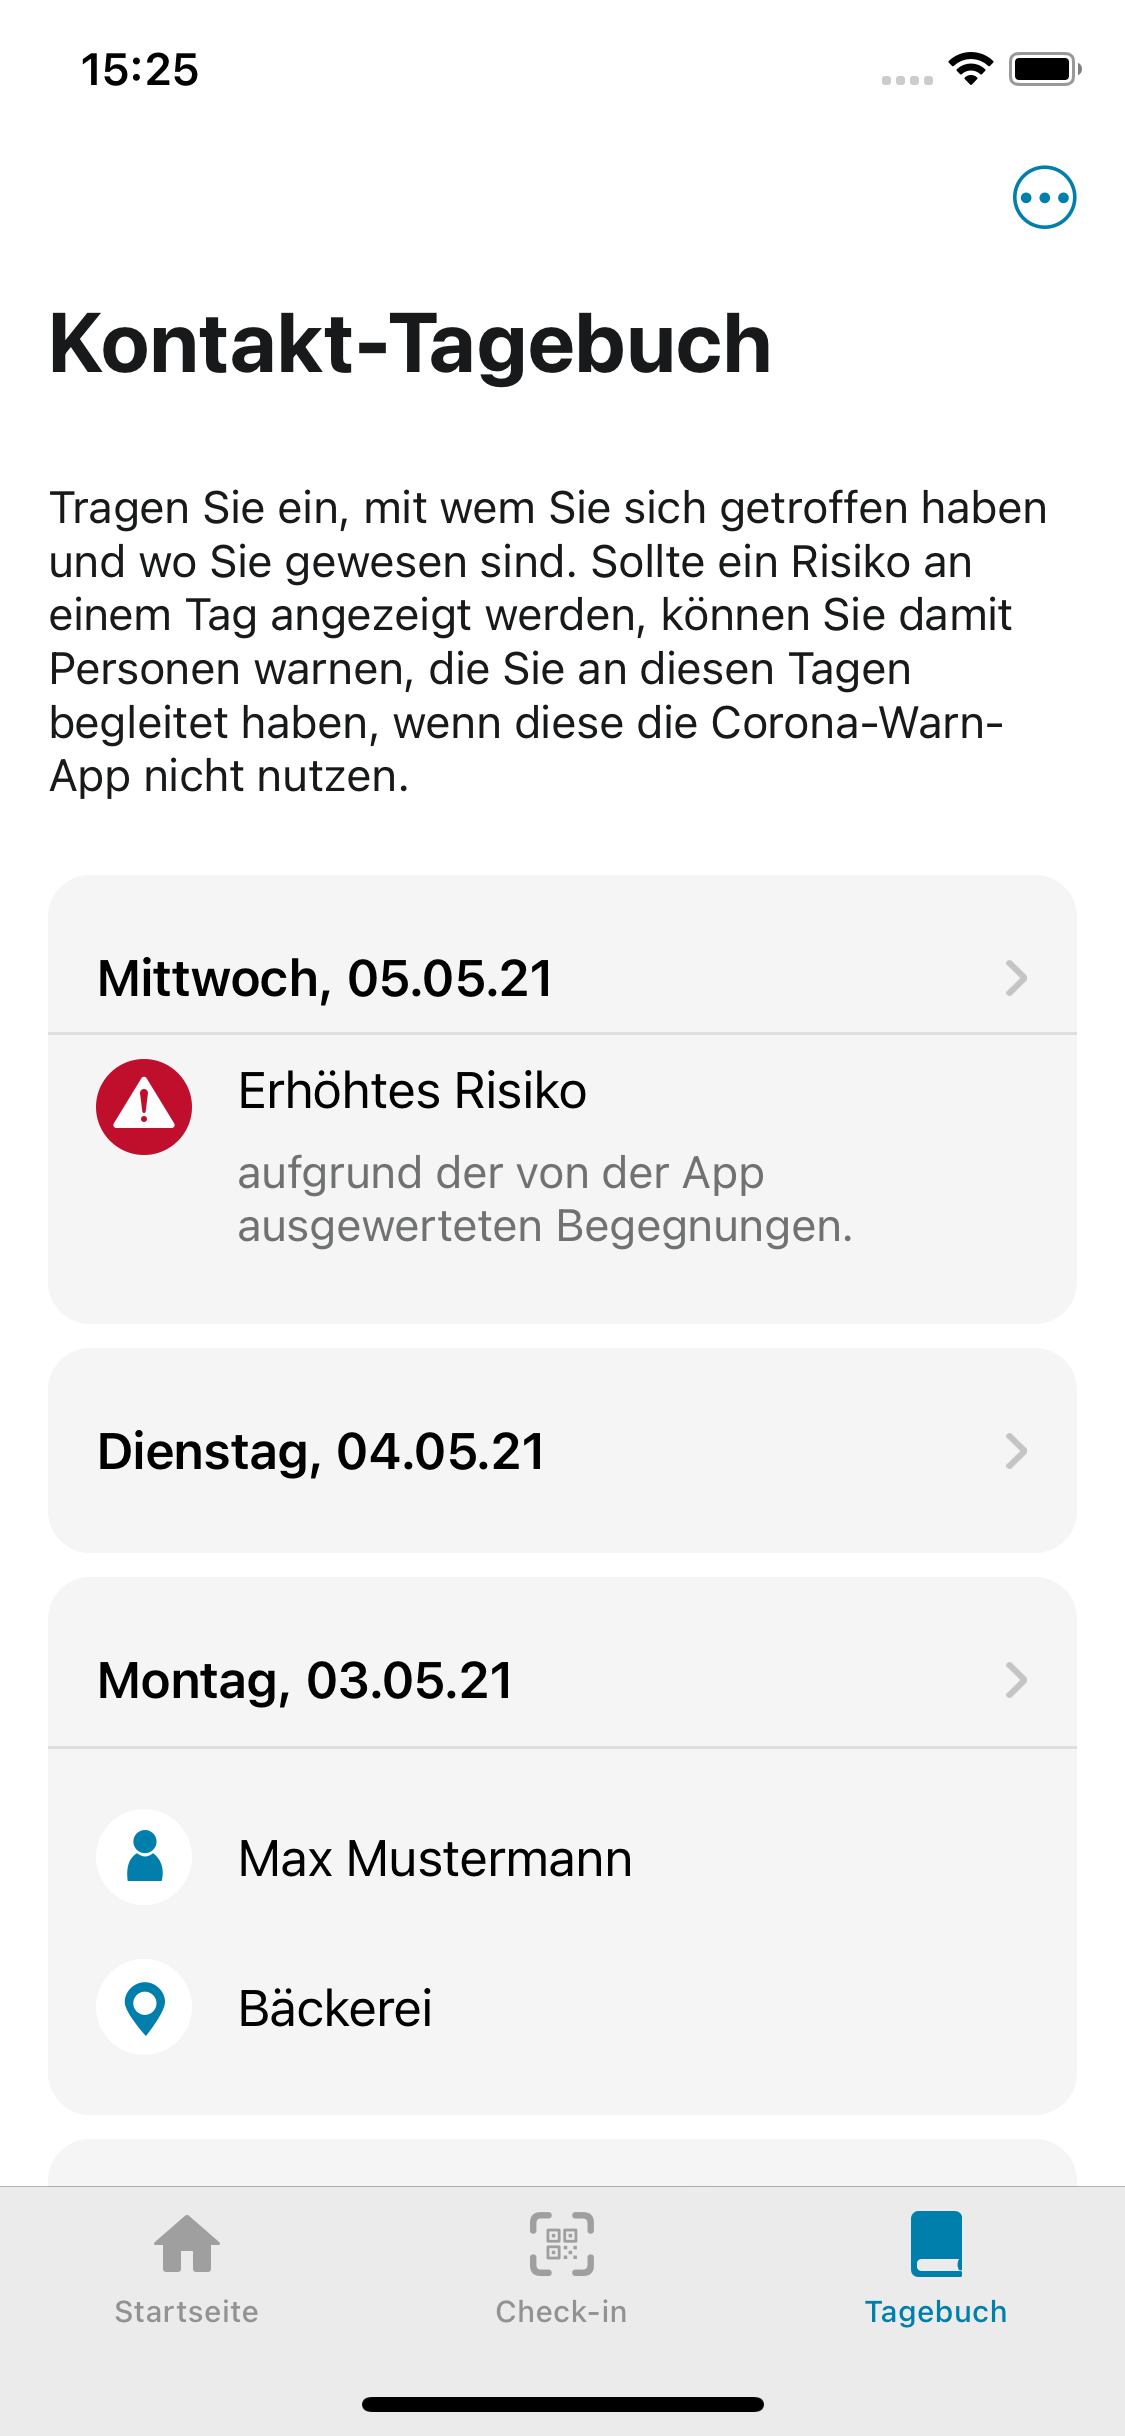 15:25
Kontakt-Tagebuch
Tragen Sie ein, mit wem Sie sich getroffen haben
und wo Sie gewesen sind. Sollte ein Risiko an
einem Tag angezeigt werden, können Sie damit
Personen warnen, die Sie an diesen Tagen
begleitet haben, wenn diese die Corona-Warn-
App nicht nutzen.
Mittwoch, 05.05.21
Erhöhtes Risiko
aufgrund der von der App
ausgewerteten Begegnungen.
Dienstag, 04.05.21
Montag, 03.05.21
Max Mustermann
Bäckerei
Startseite
Check-in
Tagebuch